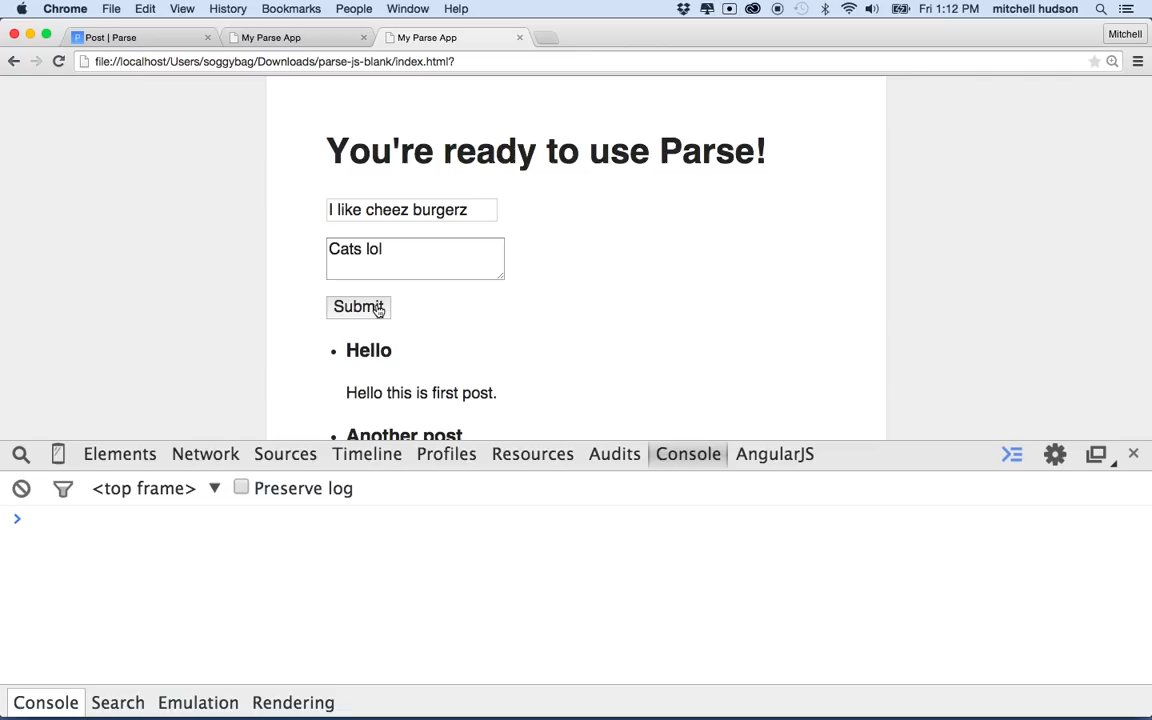 Chrome File Edit View History Bookmarks People Window Help Fri 1:12 PM mitchell hudson
Post | Parse My Parse App My Parse App Mitchell
file://localhost/Users/soggybag/Downloads/parse-js-blank/index.html?
You're ready to use Parse!
I like cheez burgerz
Cats lol
Submit
• Hello
Hello this is first post.
• Another post
Elements Network Sources Timeline Profiles Resources Audits Console AngularJS
<top frame> ▼ Preserve log
>
Console Search Emulation Rendering